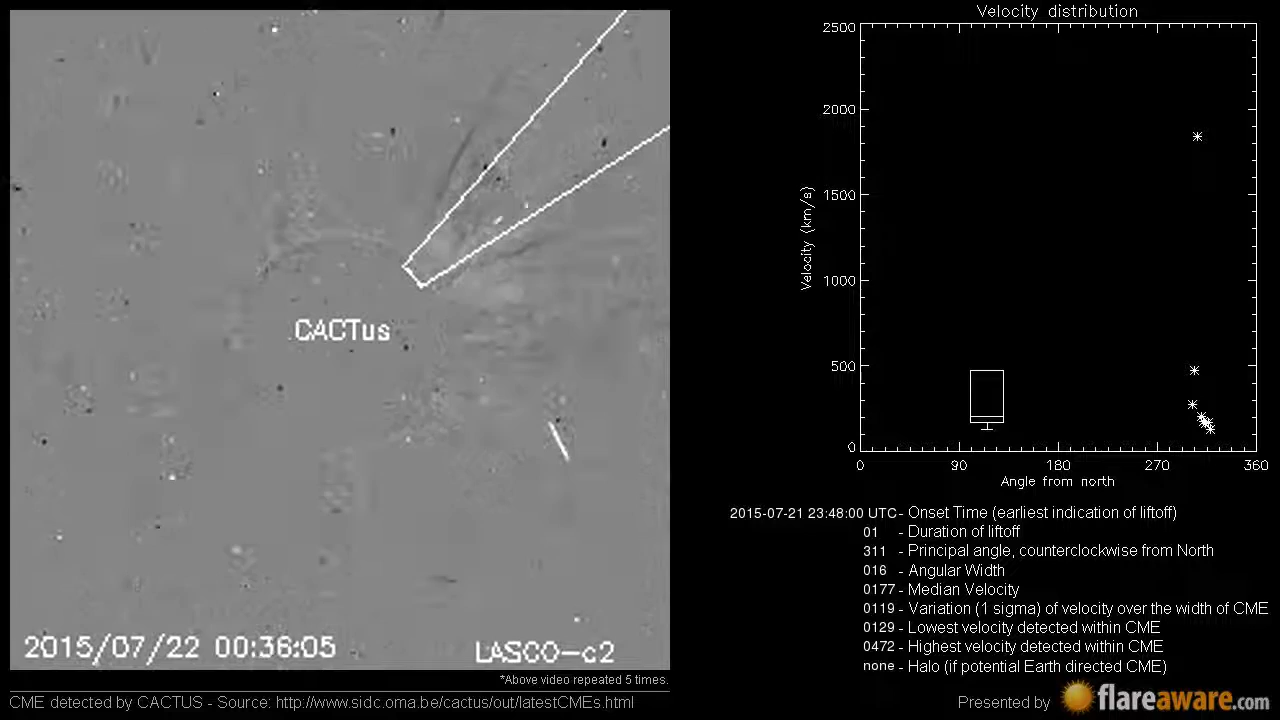 Velocity distribution
2500
2000
1500
1000
500
0
Velocity (km/s)
0 90 180 270 360
Angle from north
CACTus
2015/07/22 00:36:05
LASCO-c2
*Above video repeated 5 times.
CME detected by CACTUS - Source: http://www.sidc.oma.be/cactus/out/latestCMEs.html
2015-07-21 23:48:00 UTC - Onset Time (earliest indication of liftoff)
01 - Duration of liftoff
311 - Principal angle, counterclockwise from North
016 - Angular Width
0177 - Median Velocity
0119 - Variation (1 sigma) of velocity over the width of CME
0129 - Lowest velocity detected within CME
0472 - Highest velocity detected within CME
none - Halo (if potential Earth directed CME)
Presented by flareaware.com